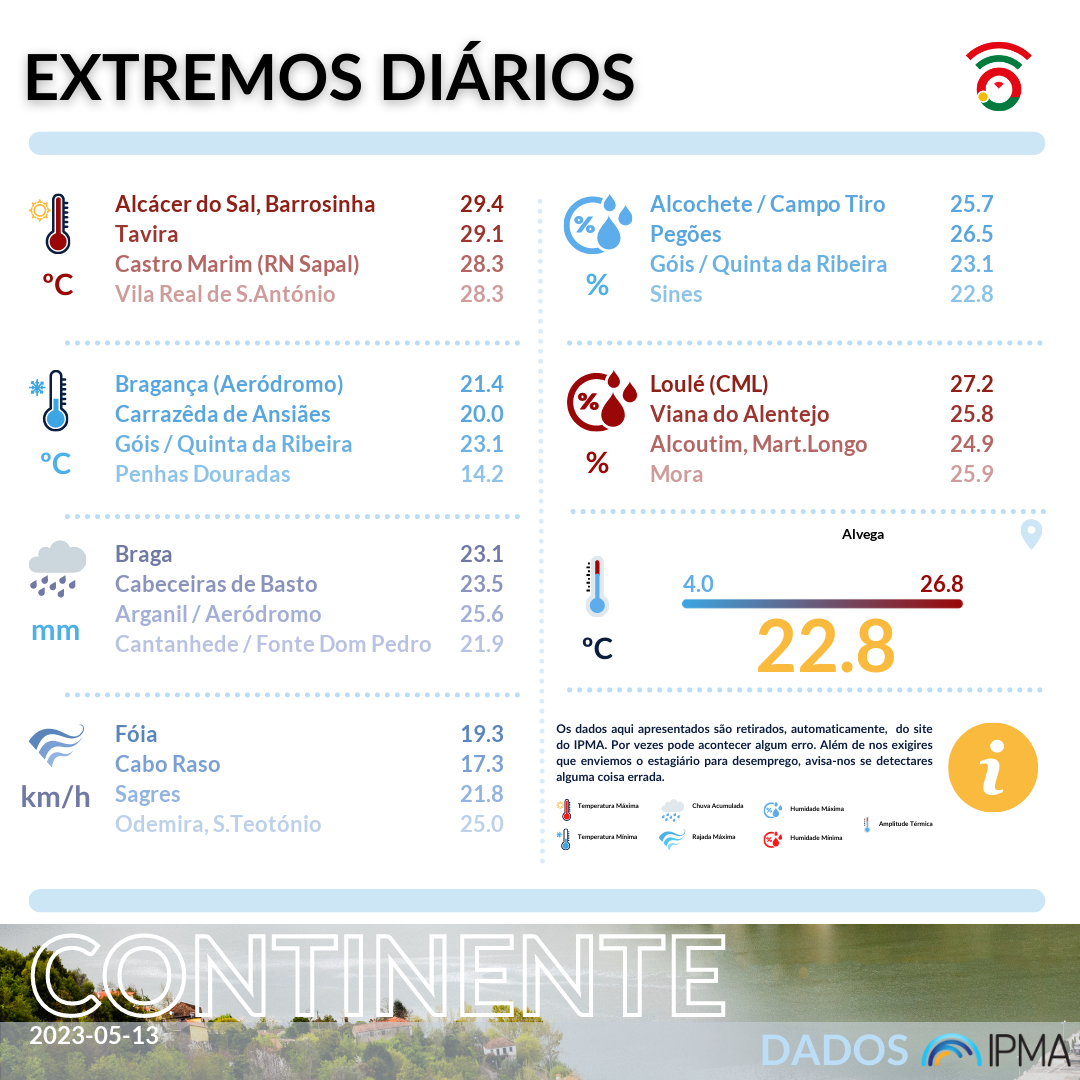 EXTREMOS DIÁRIOS
Alcácer do Sal, Barrosinha 29.4
Tavira 29.1
Castro Marim (RN Sapal) 28.3
Vila Real de S.António 28.3
ºC
Bragança (Aeródromo) 21.4
Carrazêda de Ansiães 20.0
Góis / Quinta da Ribeira 23.1
Penhas Douradas 14.2
ºC
Braga 23.1
Cabeceiras de Basto 23.5
Arganil / Aeródromo 25.6
Cantanhede / Fonte Dom Pedro 21.9
mm
Fóia 19.3
Cabo Raso 17.3
Sagres 21.8
Odemira, S.Teotónio 25.0
km/h
Alcochete / Campo Tiro 25.7
Pegões 26.5
Góis / Quinta da Ribeira 23.1
Sines 22.8
%
%
Loulé (CML) 27.2
Viana do Alentejo 25.8
Alcoutim, Mart.Longo 24.9
Mora 25.9
%
%
Alvega
4.0 26.8
22.8
ºC
Os dados aqui apresentados são retirados, automaticamente, do site
do IPMA. Por vezes pode acontecer algum erro. Além de nos exigires
que enviemos o estagiário para desemprego, avisa-nos se detectares
alguma coisa errada.
i
Temperatura Máxima Chuva Acumulada Humidade Máxima
Amplitude Térmica
Temperatura Mínima Rajada Máxima Humidade Mínima
CONTINENTE
2023-05-13
DADOS IPMA